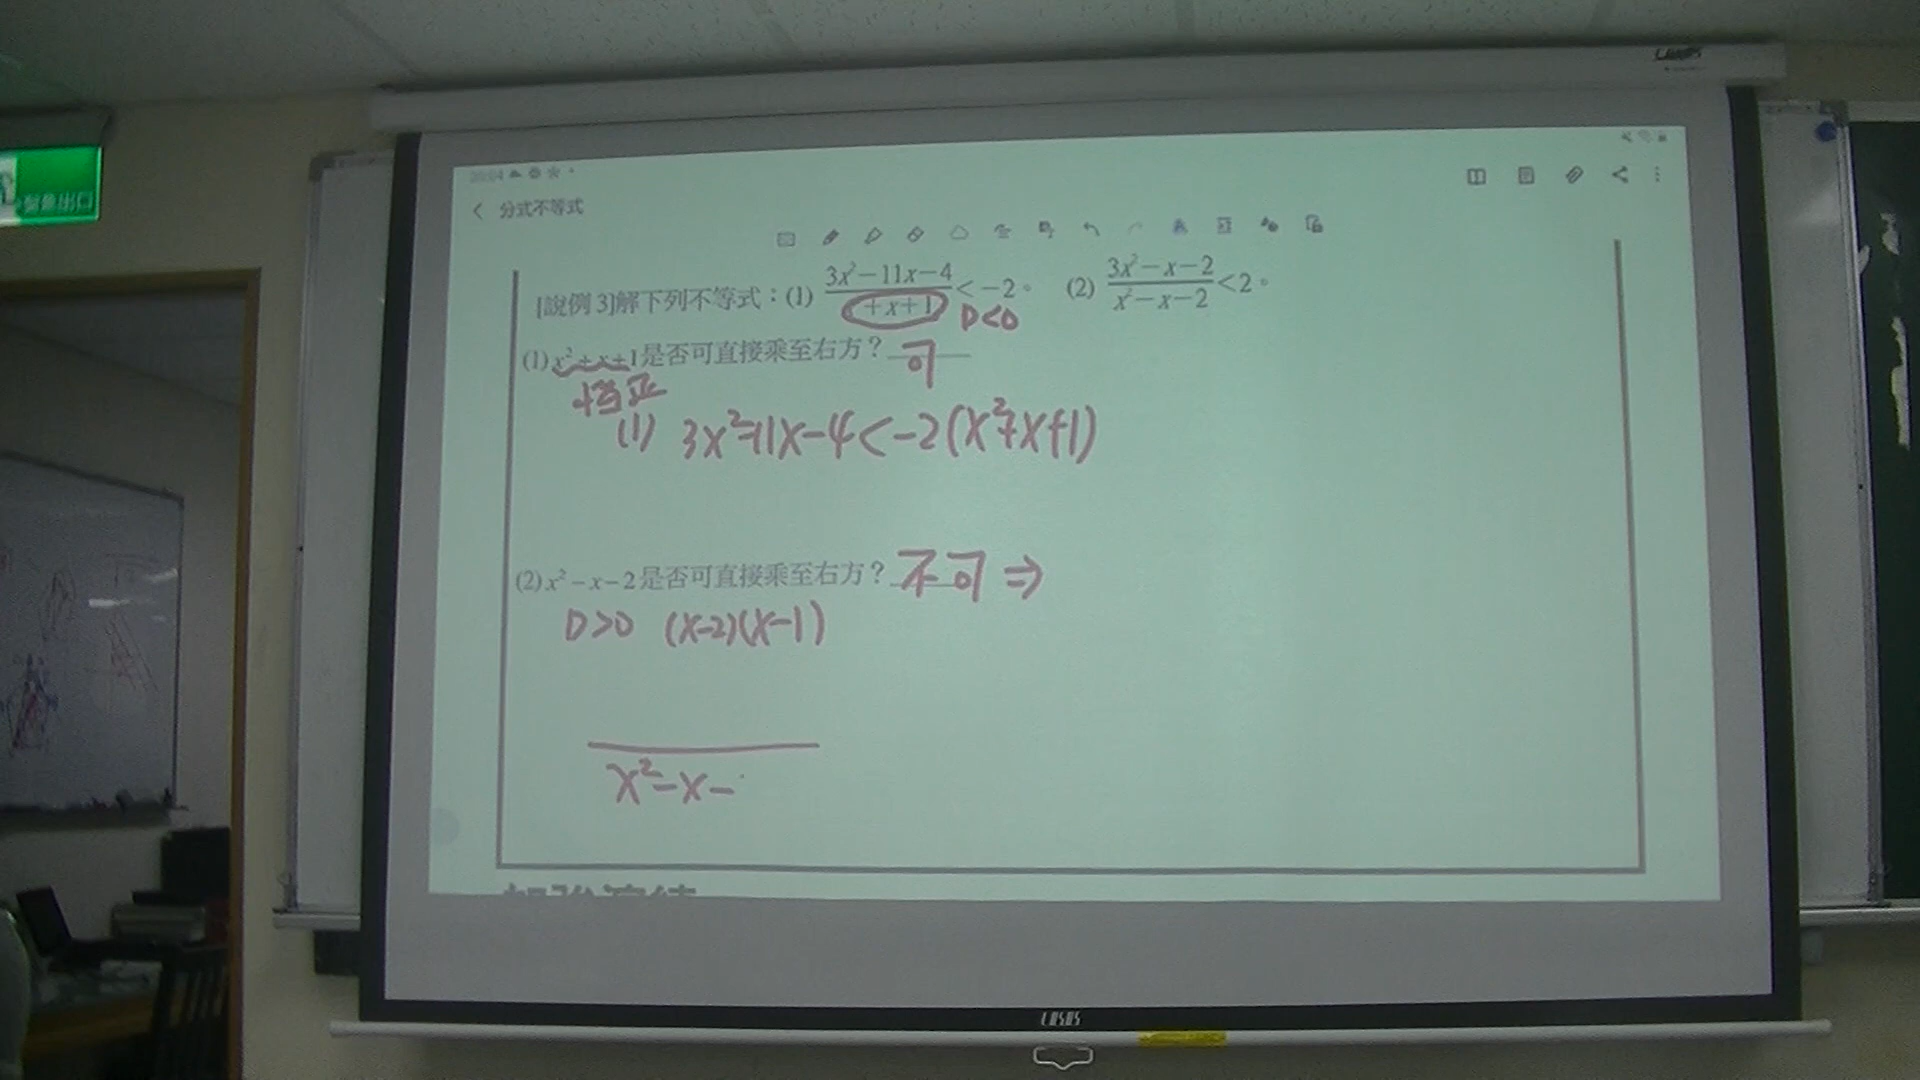 分式不等式
[說例 3]解下列不等式：(1) \frac{3x²-11x-4}{+x+1}<-2。 (2) \frac{3x²-x-2}{x²-x-2}<2。
D<0
(1) x²+x+1是否可直接乘至右方？ 可
恆正
(1) 3x²-11x-4<-2(x²+x+1)
(2) x²-x-2是否可直接乘至右方？ 不可⇒
D>0 (x-2)(x-1)
x²-x-